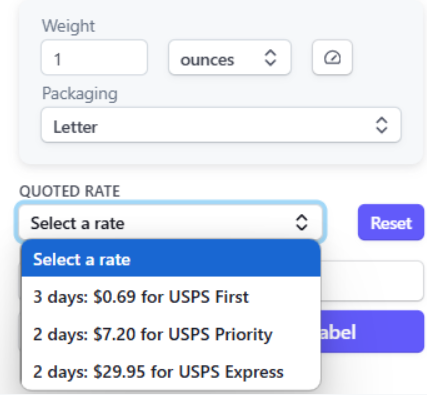 Weight
1
ounces
Packaging
Letter
QUOTED RATE
Select a rate
Reset
Select a rate
3 days: $0.69 for USPS First
2 days: $7.20 for USPS Priority
2 days: $29.95 for USPS Express